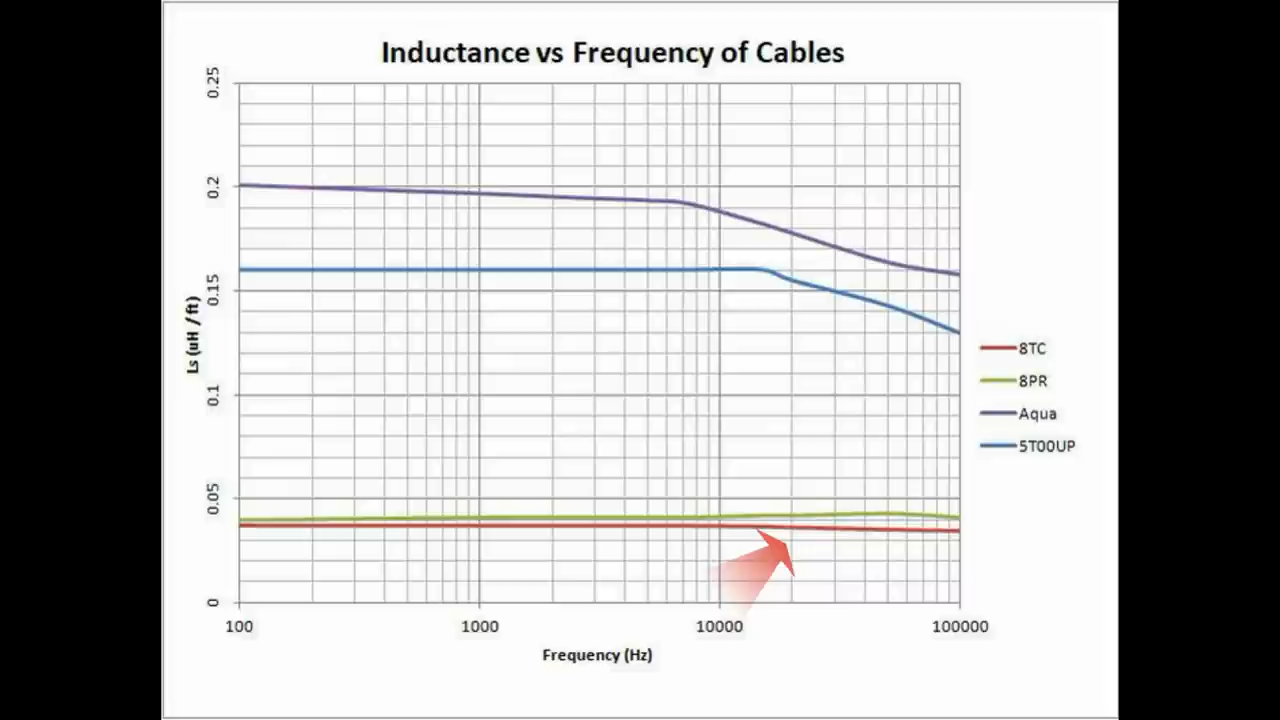 Inductance vs Frequency of Cables
0.25
0.2
0.15
0.1
0.05
0
Ls (uH / ft)
100
1000
10000
100000
Frequency (Hz)
8TC
8PR
Aqua
5T00UP